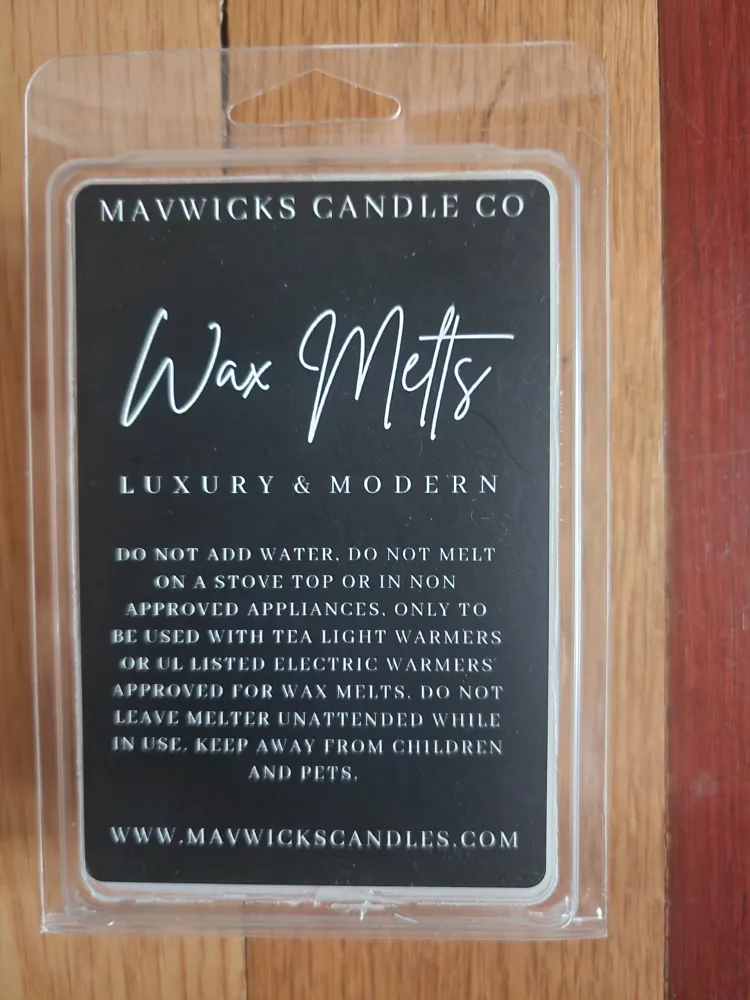 MAVWICKS CANDLE CO
Wax Melts
LUXURY & MODERN
DO NOT ADD WATER, DO NOT MELT
ON A STOVE TOP OR IN NON
APPROVED APPLIANCES, ONLY TO
BE USED WITH TEA LIGHT WARMERS
OR UL LISTED ELECTRIC WARMERS
APPROVED FOR WAX MELTS, DO NOT
LEAVE MELTER UNATTENDED WHILE
IN USE, KEEP AWAY FROM CHILDREN
AND PETS.
WWW.MAVWICKSCANDLES.COM